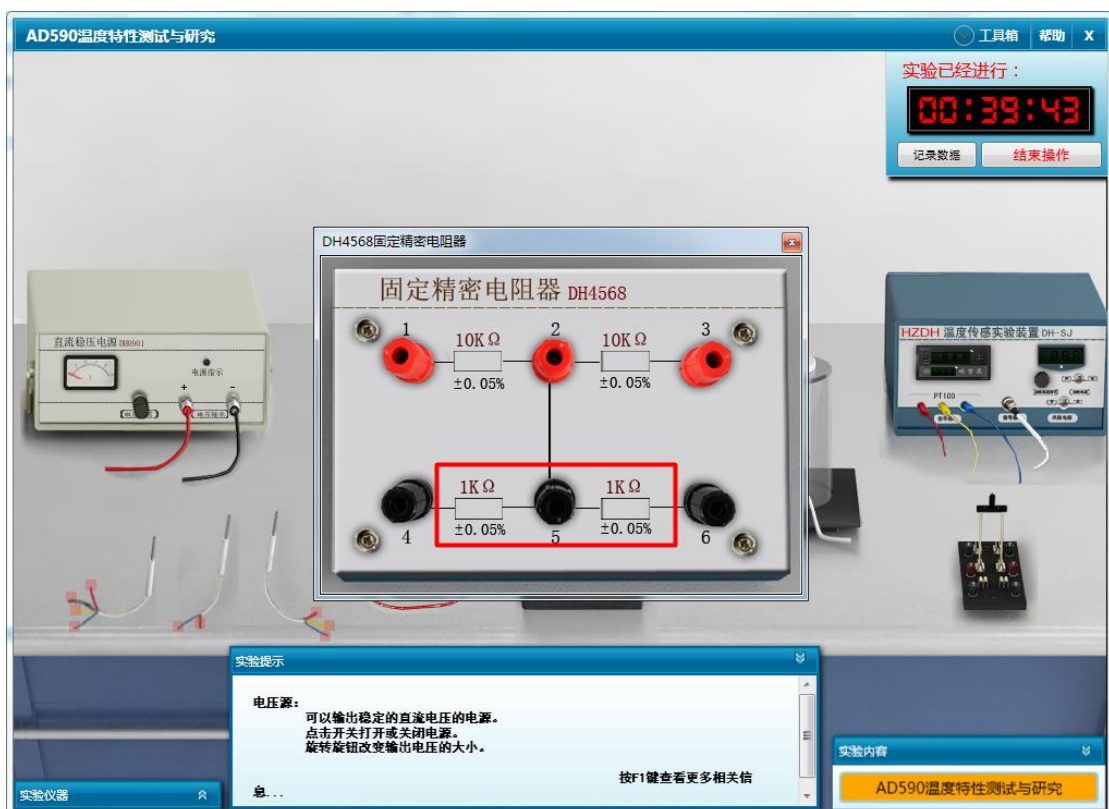 AD590温度特性测试与研究
工具箱 帮助 X
实验已经进行：
00:39:43
记录数据 结束操作
DH4568固定精密电阻器
固定精密电阻器 DH4568
1 2 3
10KΩ 10KΩ
±0.05% ±0.05%
1KΩ 1KΩ
±0.05% ±0.05%
4 5 6
直流稳压电源 DH0901
电源指示
+ -
电压输出
HZDH 温度传感实验装置 DH-SJ
PT100
实验提示
电压源：
可以输出稳定的直流电压的电源。
点击开关打开或关闭电源。
旋转旋钮改变输出电压的大小。
按F1键查看更多相关信
息...
实验仪器
实验内容
AD590温度特性测试与研究